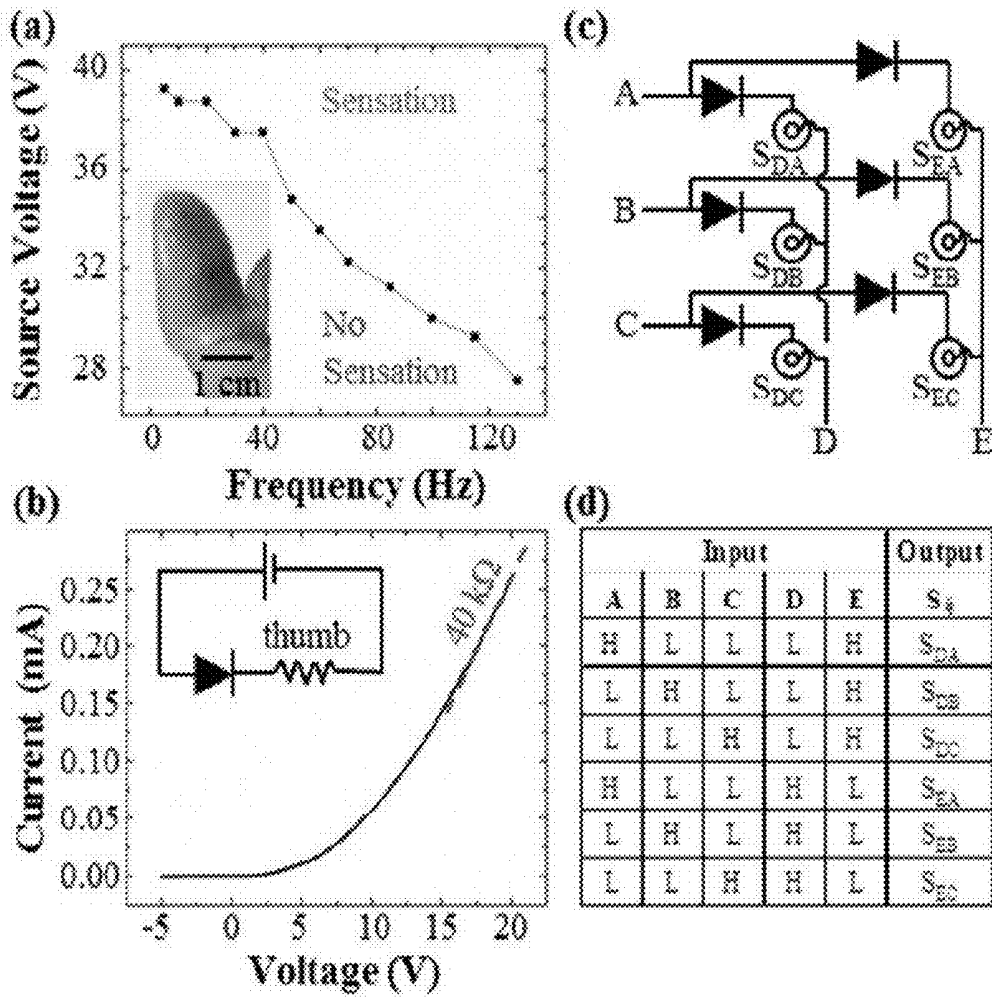 (a)
Source Voltage (V)
40
36
32
28
Sensation
No
Sensation
1 cm
0 40 80 120
Frequency (Hz)
(b)
Current (mA)
0.25
0.20
0.15
0.10
0.05
0.00
thumb
40 kΩ
-5 0 5 10 15 20
Voltage (V)
(c)
A
S_DA S_EA
B
S_DB S_EB
C
S_DC S_EC
D E
(d)
Input Output
A B C D E
H L L L H S_DA
L H L L H S_DB
L L H L H S_DC
H L L H L S_EA
L H L H L S_EB
L L H H L S_EC